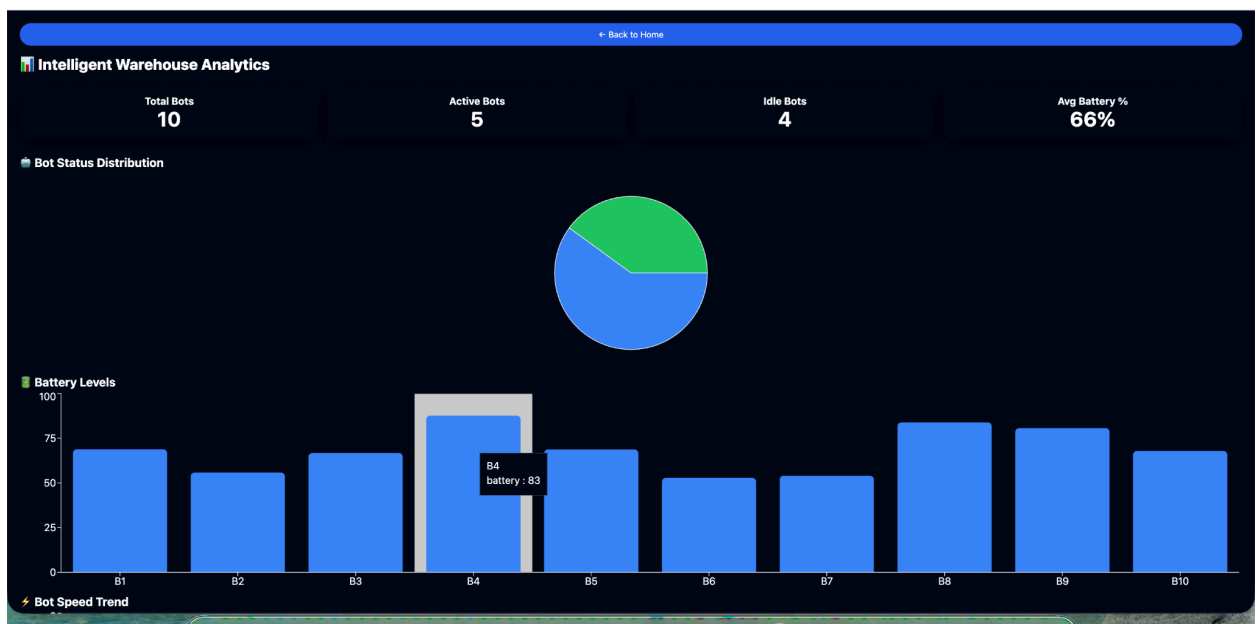 ← Back to Home
📊 Intelligent Warehouse Analytics
Total Bots
10
Active Bots
5
Idle Bots
4
Avg Battery %
66%
🤖 Bot Status Distribution
🔋 Battery Levels
100
75
50
25
0
B4
battery : 83
B1 B2 B3 B4 B5 B6 B7 B8 B9 B10
⚡ Bot Speed Trend